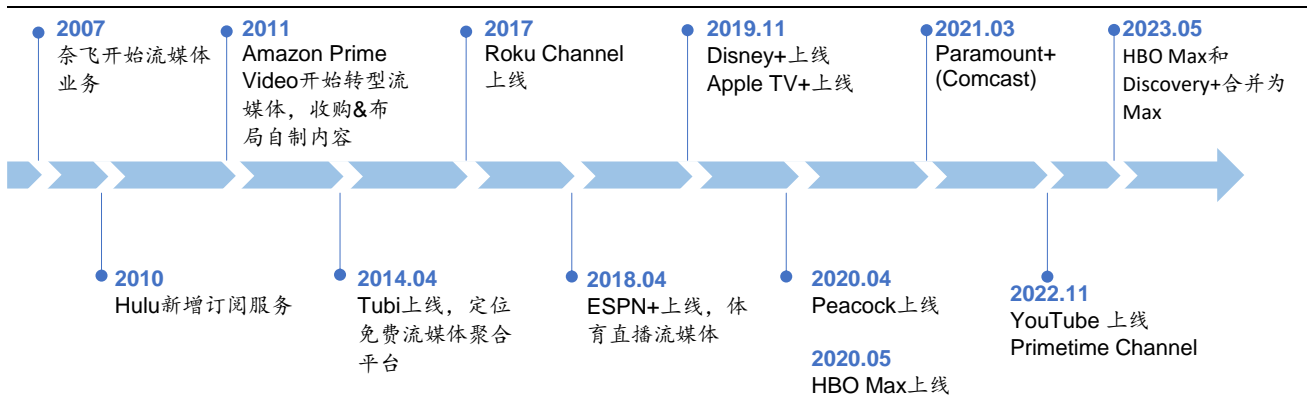 2007
奈飞开始流媒体
业务
2011
Amazon Prime
Video开始转型流
媒体，收购&布
局自制内容
2017
Roku Channel
上线
2019.11
Disney+上线
Apple TV+上线
2021.03
Paramount+
(Comcast)
2023.05
HBO Max和
Discovery+合并为
Max
2010
Hulu新增订阅服务
2014.04
Tubi上线，定位
免费流媒体聚合
平台
2018.04
ESPN+上线，体
育直播流媒体
2020.04
Peacock上线
2020.05
HBO Max上线
2022.11
YouTube 上线
Primetime Channel